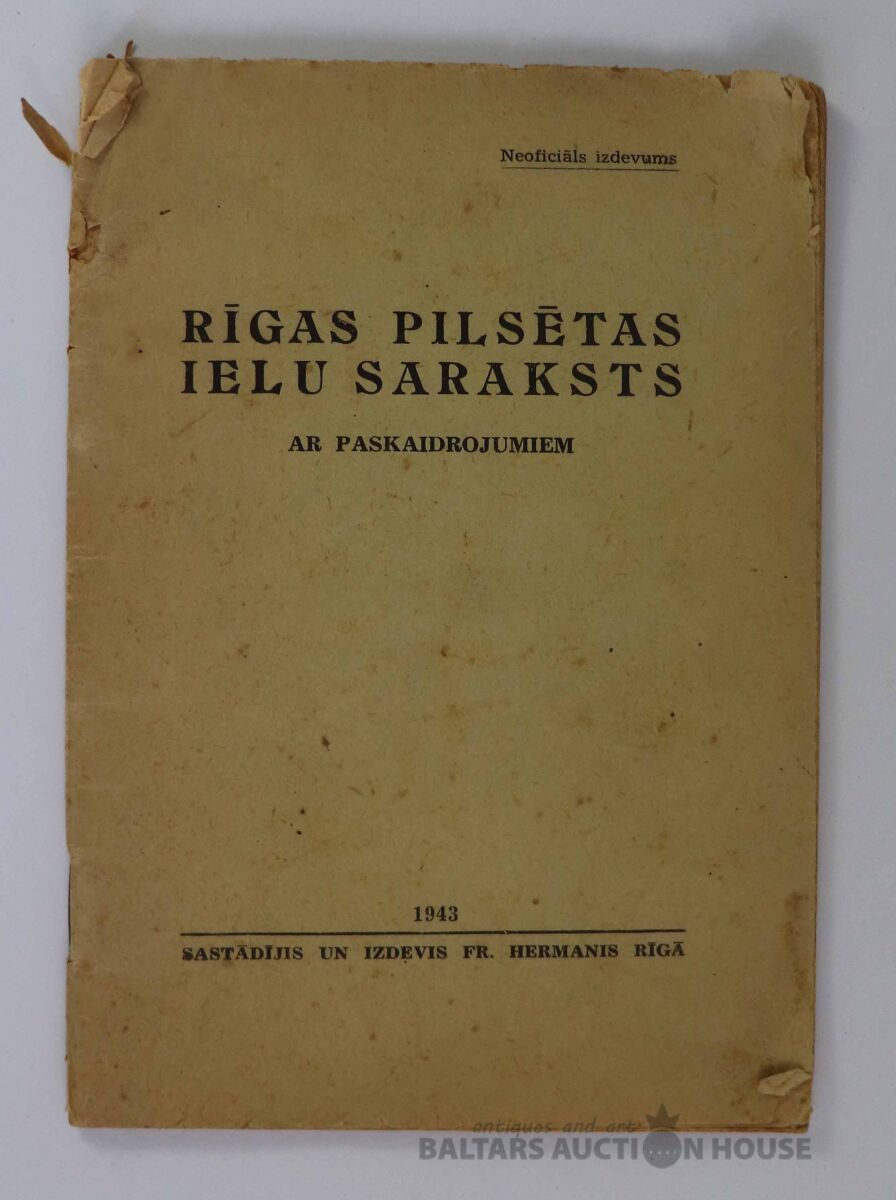 Neoficiāls izdevums
RĪGAS PILSĒTAS
IELU SARAKSTS
AR PASKAIDROJUMIEM
1943
SASTĀDĪJIS UN IZDEVIS FR. HERMANIS RĪGĀ
antiques and art
BALTARS AUCTION HOUSE